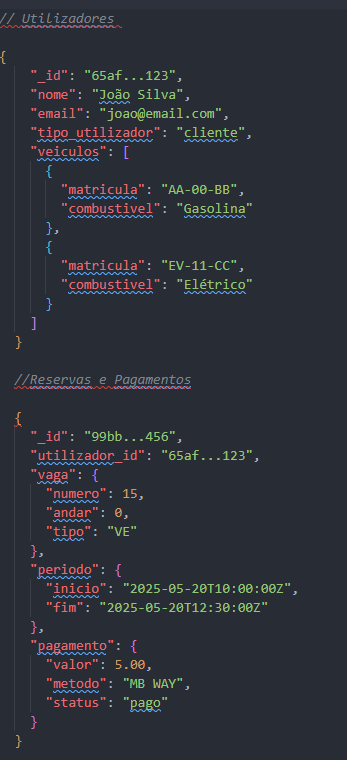 // Utilizadores
{
"_id": "65af...123",
"nome": "João Silva",
"email": "joao@email.com",
"tipo_utilizador": "cliente",
"veiculos": [
{
"matricula": "AA-00-BB",
"combustivel": "Gasolina"
},
{
"matricula": "EV-11-CC",
"combustivel": "Elétrico"
}
]
}
//Reservas e Pagamentos
{
"_id": "99bb...456",
"utilizador_id": "65af...123",
"vaga": {
"numero": 15,
"andar": 0,
"tipo": "VE"
},
"periodo": {
"inicio": "2025-05-20T10:00:00Z",
"fim": "2025-05-20T12:30:00Z"
},
"pagamento": {
"valor": 5.00,
"metodo": "MB WAY",
"status": "pago"
}
}